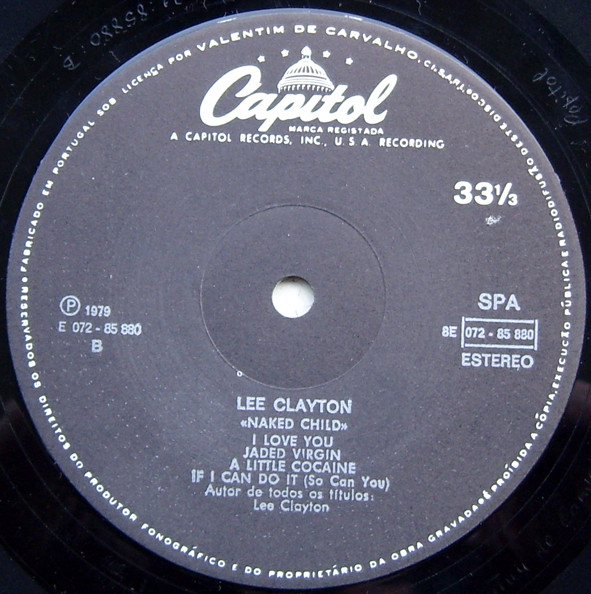 FABRICADO EM PORTUGAL SOB LICENÇA POR VALENTIM DE CARVALHO, C.I. SARL
RESERVADOS OS DIREITOS DO PRODUTOR FONOGRÁFICO E DO PROPRIETÁRIO DA OBRA GRAVADA • É PROIBIDA A CÓPIA, EXECUÇÃO PÚBLICA E RADIODIFUSÃO DESTE DISCO
Capitol
MARCA REGISTADA
A CAPITOL RECORDS, INC., U.S.A. RECORDING
33⅓
Ⓟ 1979
E 072 - 85 880
B
SPA
8E 072 - 85 880
ESTEREO
LEE CLAYTON
«NAKED CHILD»
I LOVE YOU
JADED VIRGIN
A LITTLE COCAINE
IF I CAN DO IT (So Can You)
Autor de todos os títulos:
Lee Clayton